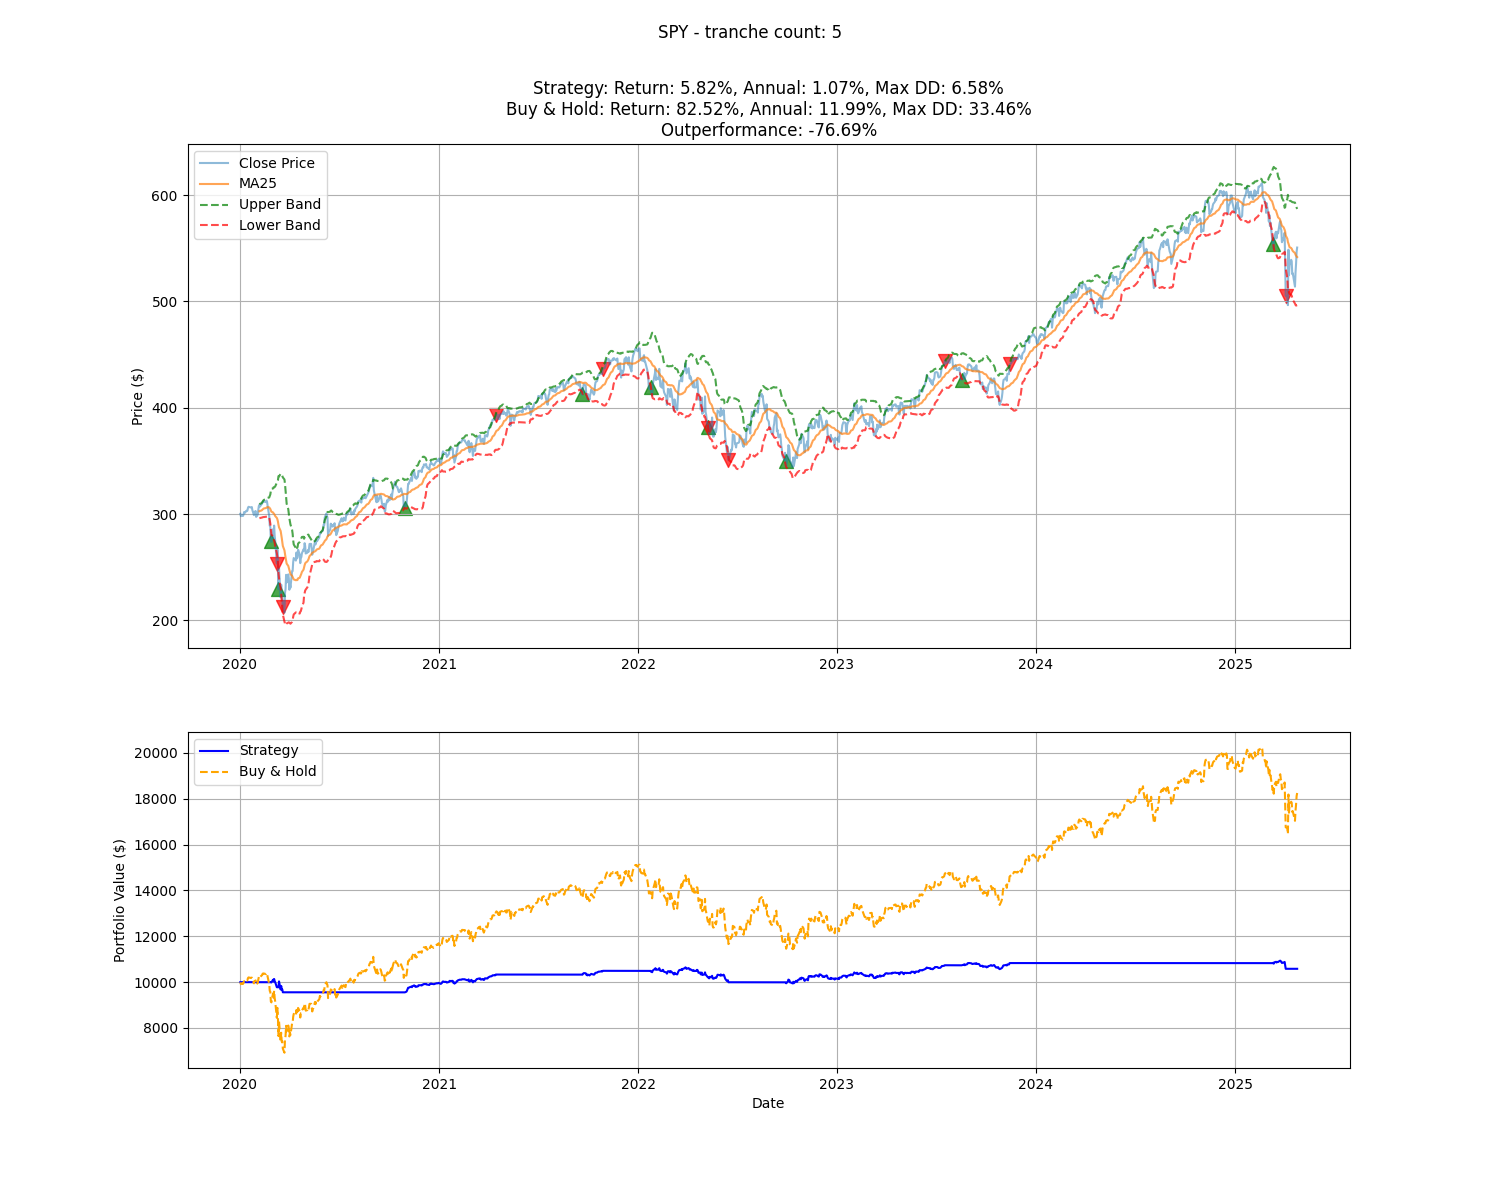 SPY - tranche count: 5
Strategy: Return: 5.82%, Annual: 1.07%, Max DD: 6.58%
Buy & Hold: Return: 82.52%, Annual: 11.99%, Max DD: 33.46%
Outperformance: -76.69%
Close Price
MA25
Upper Band
Lower Band
Price ($)
600
500
400
300
200
2020 2021 2022 2023 2024 2025
Strategy
Buy & Hold
Portfolio Value ($)
20000
18000
16000
14000
12000
10000
8000
2020 2021 2022 2023 2024 2025
Date